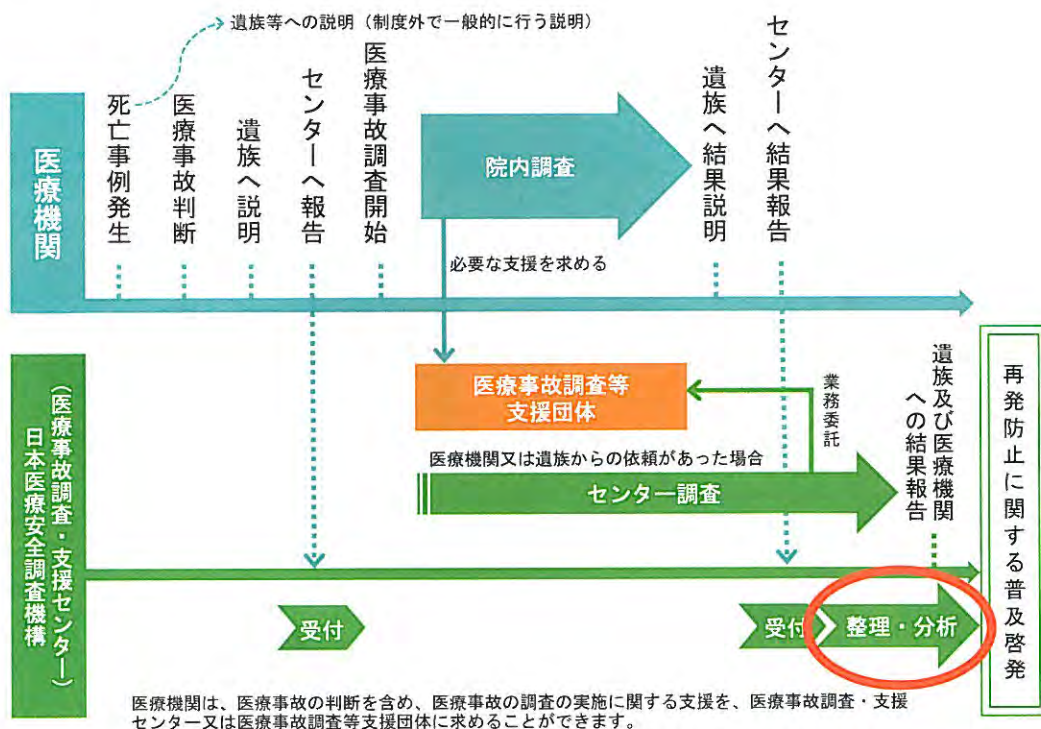 遺族等への説明（制度外で一般的に行う説明）
医療機関
死亡事例発生
医療事故判断
遺族へ説明
センターへ報告
医療事故調査開始
院内調査
遺族へ結果説明
センターへ結果報告
必要な支援を求める
医療事故調査等
支援団体
業務委託
医療機関又は遺族からの依頼があった場合
センター調査
遺族及び医療機関
への結果報告
再発防止に関する普及啓発
日本医療安全調査機構
（医療事故調査・支援センター）
受付
受付
整理・分析
医療機関は、医療事故の判断を含め、医療事故の調査の実施に関する支援を、医療事故調査・支援
センター又は医療事故調査等支援団体に求めることができます。